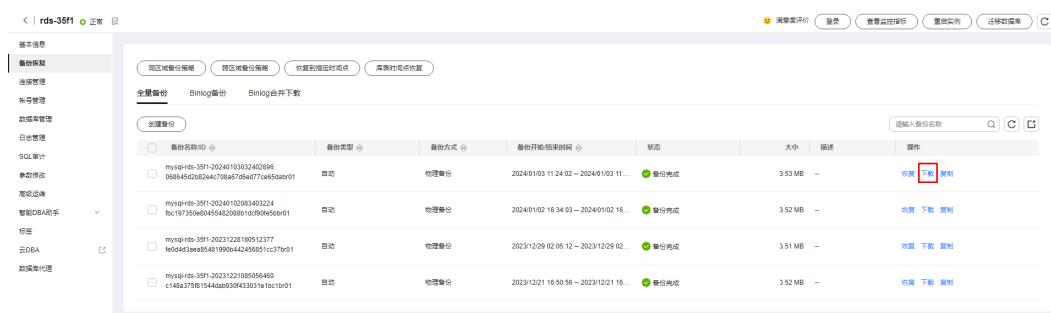 rds-35f1 正常
满意度评价 登录 查看监控指标 重启实例 迁移数据库
基本信息
备份恢复
连接管理
帐号管理
数据库管理
日志管理
SQL审计
参数修改
高级运维
智能DBA助手
标签
云DBA
数据库代理
同区域备份策略 跨区域备份策略 恢复到指定时间点 库表时间点恢复
全量备份 Binlog备份 Binlog合并下载
创建备份
请输入备份名称
备份名称/ID 备份类型 备份方式 备份开始/结束时间 状态 大小 描述 操作
mysql-rds-35f1-20240103032402896
068645d2b82e4c708a67d6ed77ce65dabr01
自动 物理备份 2024/01/03 11:24:02 – 2024/01/03 11:... 备份完成 3.53 MB – 恢复 下载 复制
mysql-rds-35f1-20240102083403224
fbc197350e80455482088b1dcf90fe5bbr01
自动 物理备份 2024/01/02 16:34:03 – 2024/01/02 16... 备份完成 3.52 MB – 恢复 下载 复制
mysql-rds-35f1-20231228180512377
fe0d4d3aea85481990b442456851cc37br01
自动 物理备份 2023/12/29 02:05:12 – 2023/12/29 02... 备份完成 3.51 MB – 恢复 下载 复制
mysql-rds-35f1-20231221085056460
c148a375f81544dab930f433031e1bc1br01
自动 物理备份 2023/12/21 16:50:56 – 2023/12/21 16... 备份完成 3.52 MB – 恢复 下载 复制